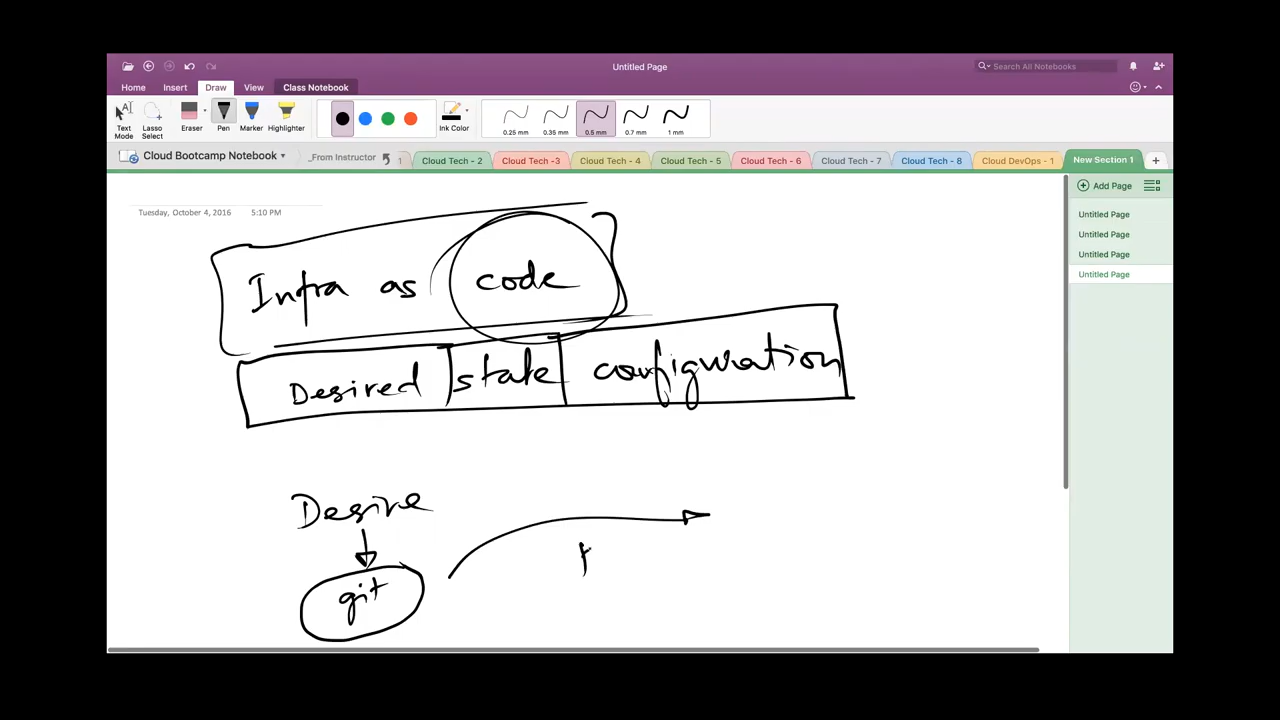 Untitled Page
Search All Notebooks
Home Insert Draw View Class Notebook
Text Mode
Lasso Select
Eraser
Pen
Marker
Highlighter
Ink Color
0.25 mm 0.35 mm 0.5 mm 0.7 mm 1 mm
Cloud Bootcamp Notebook
_From Instructor 1 Cloud Tech - 2 Cloud Tech -3 Cloud Tech - 4 Cloud Tech - 5 Cloud Tech - 6 Cloud Tech - 7 Cloud Tech - 8 Cloud DevOps - 1 New Section 1 +
Add Page
Untitled Page
Untitled Page
Untitled Page
Untitled Page
Tuesday, October 4, 2016 5:10 PM
Infra as code
Desired state configuration
Desire
git